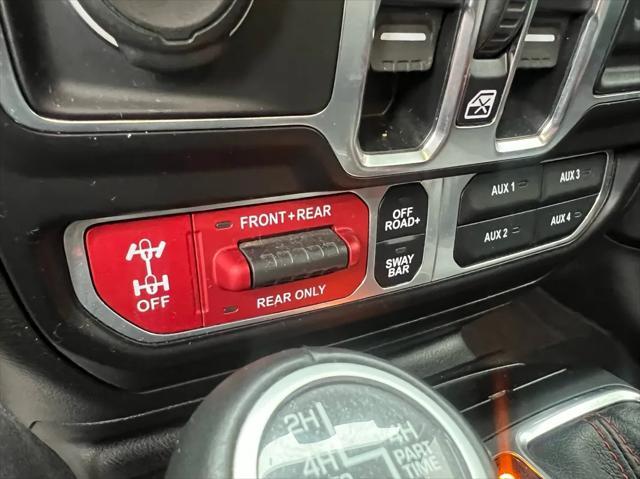 FRONT+REAR
OFF
REAR ONLY
OFF
ROAD+
SWAY
BAR
AUX 1
AUX 3
AUX 2
AUX 4
2H
4H
PART
TIME